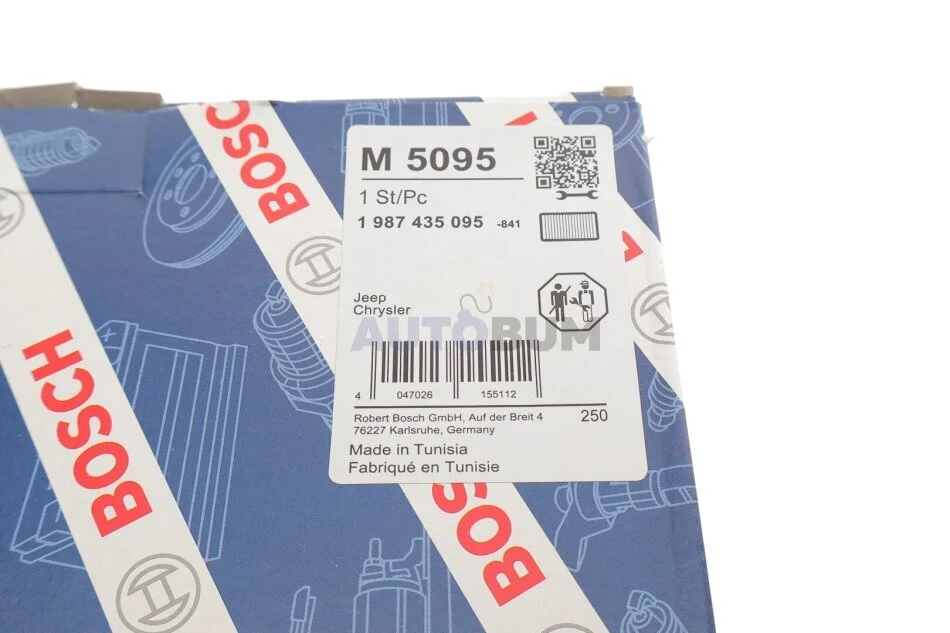 BOSCH
M 5095
1 St/Pc
1 987 435 095 -841
Jeep
Chrysler
AUTOBUM
4 047026 155112
Robert Bosch GmbH, Auf der Breit 4
76227 Karlsruhe, Germany
250
Made in Tunisia
Fabriqué en Tunisie
BOSCH
BOSCH